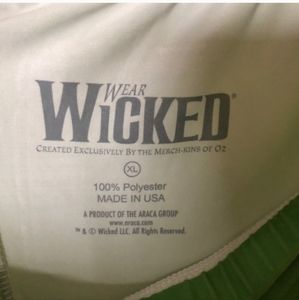 WEAR
WICKED®
CREATED EXCLUSIVELY BY THE MERCH-KINS OF OZ
XL
100% Polyester
MADE IN USA
A PRODUCT OF THE ARACA GROUP
www.araca.com
™ & © Wicked LLC. All Rights Reserved.